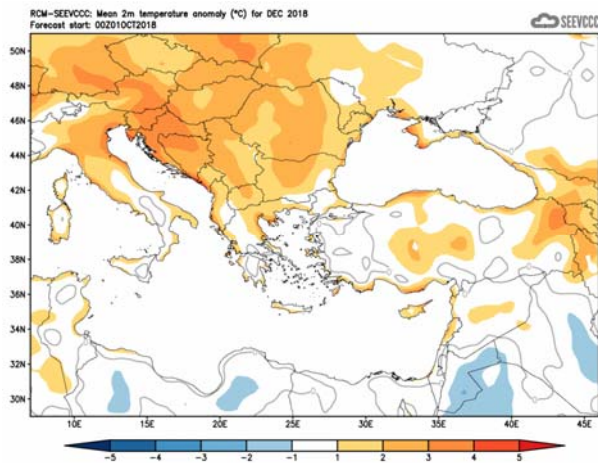 RCM-SEEVCCC: Mean 2m temperature anomaly (°C) for DEC 2018
Forecast start: 00Z01OCT2018
SEEVCCC
50N
48N
46N
44N
42N
40N
38N
36N
34N
32N
30N
10E 15E 20E 25E 30E 35E 40E 45E
-5 -4 -3 -2 -1 1 2 3 4 5